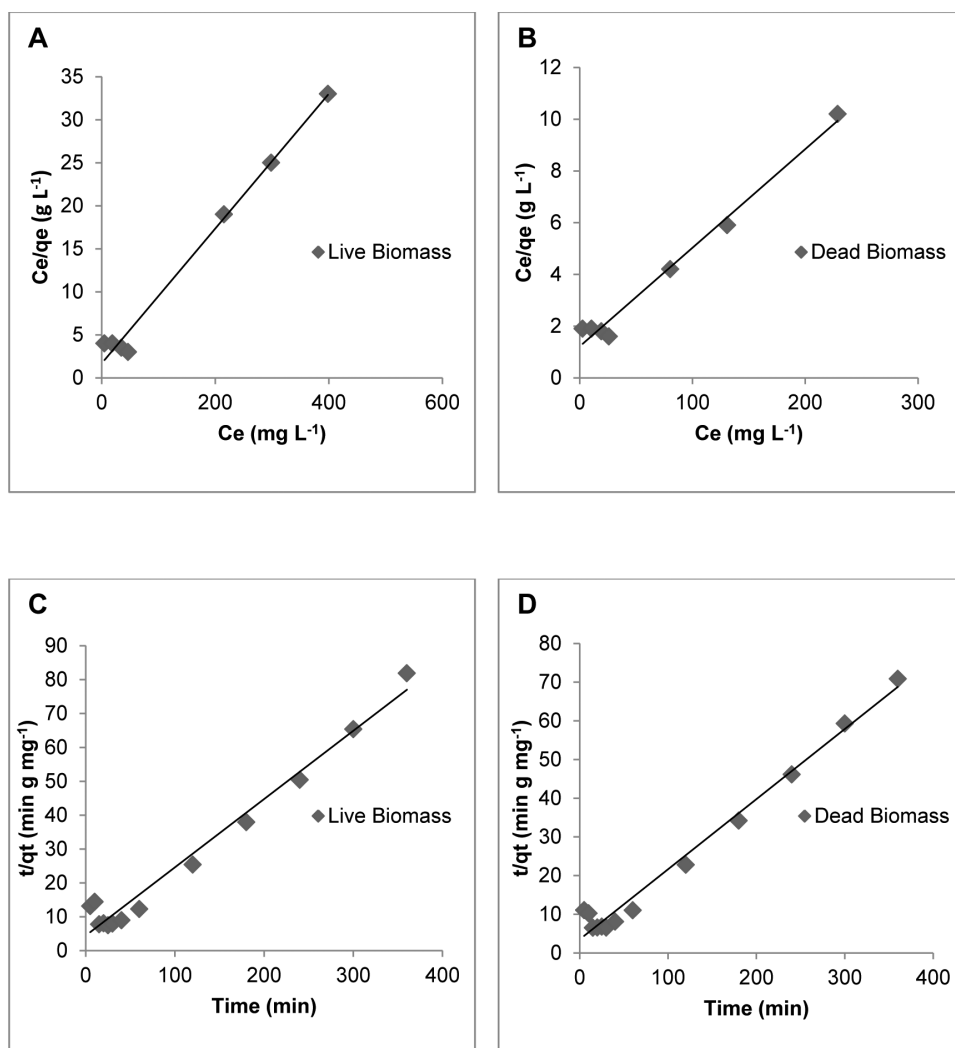 A
Ce/qe (g L⁻¹)
35
30
25
20
15
10
5
0
0 200 400 600
Ce (mg L⁻¹)
Live Biomass
B
Ce/qe (g L⁻¹)
12
10
8
6
4
2
0
0 100 200 300
Ce (mg L⁻¹)
Dead Biomass
C
t/qt (min g mg⁻¹)
90
80
70
60
50
40
30
20
10
0
0 100 200 300 400
Time (min)
Live Biomass
D
t/qt (min g mg⁻¹)
80
70
60
50
40
30
20
10
0
0 100 200 300 400
Time (min)
Dead Biomass